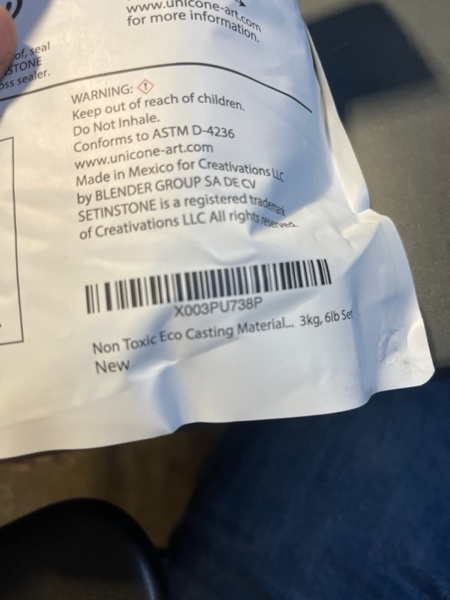 www.unicone-art.com
for more information.
of, seal
STONE
oss sealer.
WARNING:
Keep out of reach of children.
Do Not Inhale.
Conforms to ASTM D-4236
www.unicone-art.com
Made in Mexico for Creativations LLC
by BLENDER GROUP SA DE CV
SETINSTONE is a registered trademark
of Creativations LLC All rights reserved.
X003PU738P
Non Toxic Eco Casting Material... 3kg, 6lb Set
New